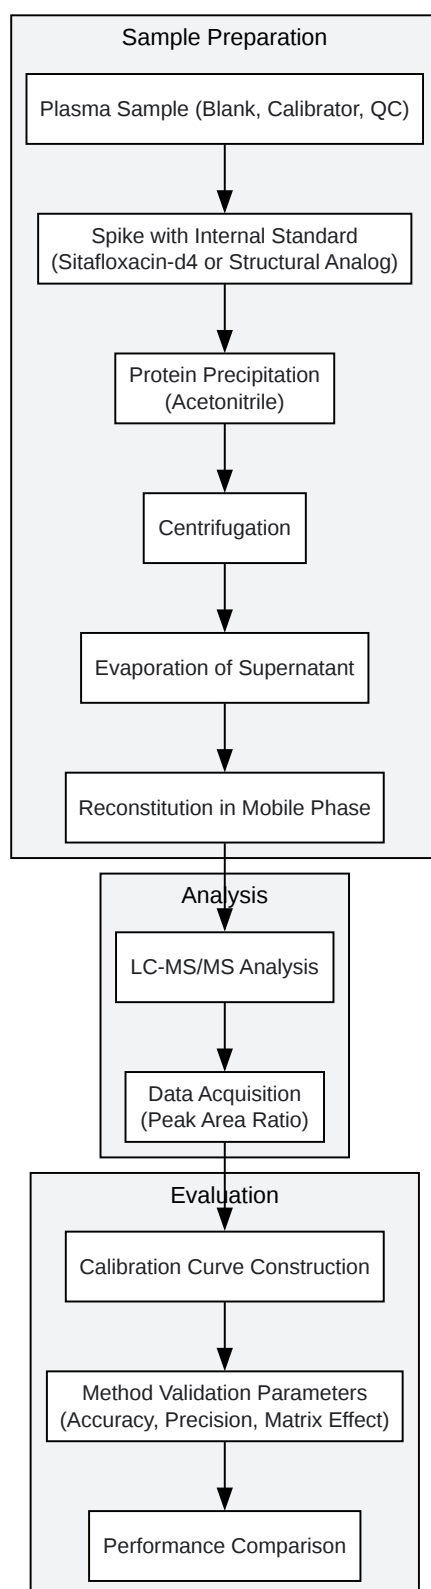 Sample Preparation
Plasma Sample (Blank, Calibrator, QC)
Spike with Internal Standard
(Sitafloxacin-d4 or Structural Analog)
Protein Precipitation
(Acetonitrile)
Centrifugation
Evaporation of Supernatant
Reconstitution in Mobile Phase
Analysis
LC-MS/MS Analysis
Data Acquisition
(Peak Area Ratio)
Evaluation
Calibration Curve Construction
Method Validation Parameters
(Accuracy, Precision, Matrix Effect)
Performance Comparison